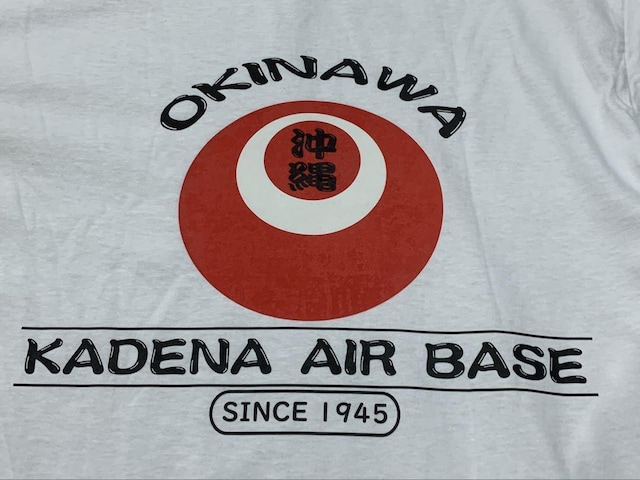 OKINAWA
沖
縄
KADENA AIR BASE
SINCE 1945